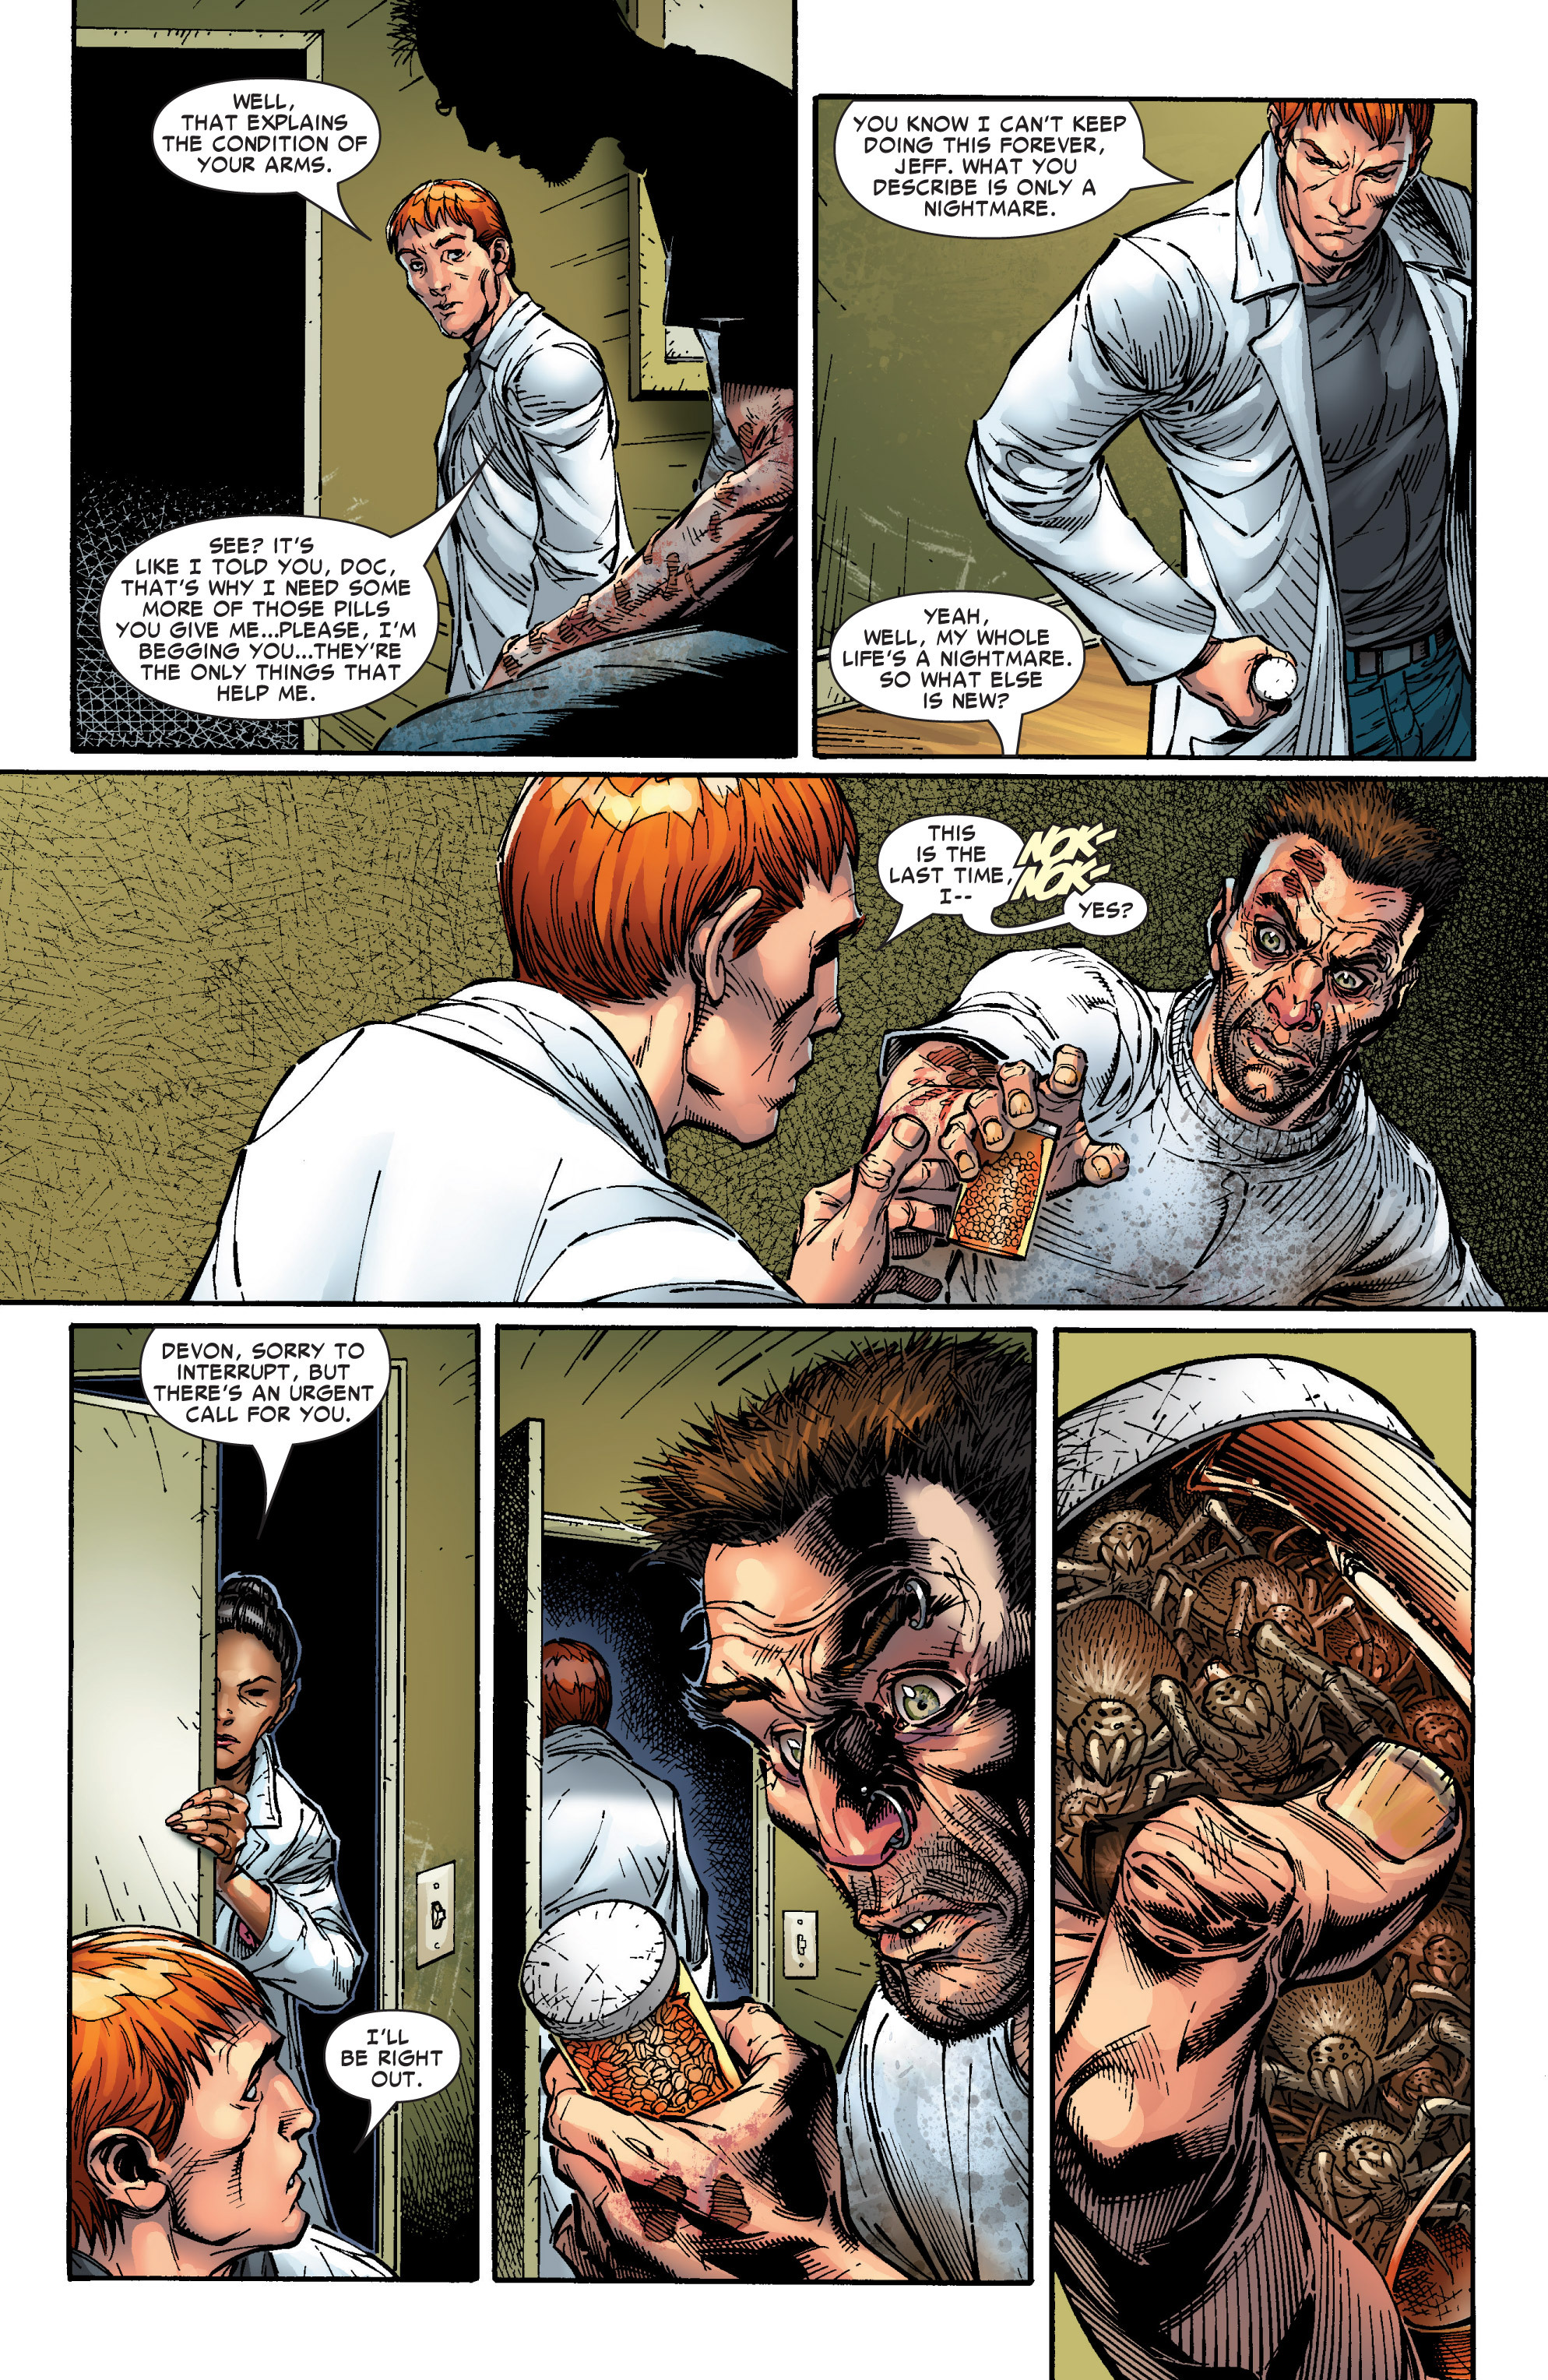 WELL,
THAT EXPLAINS
THE CONDITION OF
YOUR ARMS.
SEE? IT'S
LIKE I TOLD YOU, DOC,
THAT'S WHY I NEED SOME
MORE OF THOSE PILLS
YOU GIVE ME...PLEASE, I'M
BEGGING YOU...THEY'RE
THE ONLY THINGS THAT
HELP ME.
YOU KNOW I CAN'T KEEP
DOING THIS FOREVER,
JEFF. WHAT YOU
DESCRIBE IS ONLY A
NIGHTMARE.
YEAH,
WELL, MY WHOLE
LIFE'S A NIGHTMARE.
SO WHAT ELSE
IS NEW?
THIS
IS THE
LAST TIME,
I--
NOK-
NOK-
YES?
DEVON, SORRY TO
INTERRUPT, BUT
THERE'S AN URGENT
CALL FOR YOU.
I'LL
BE RIGHT
OUT.